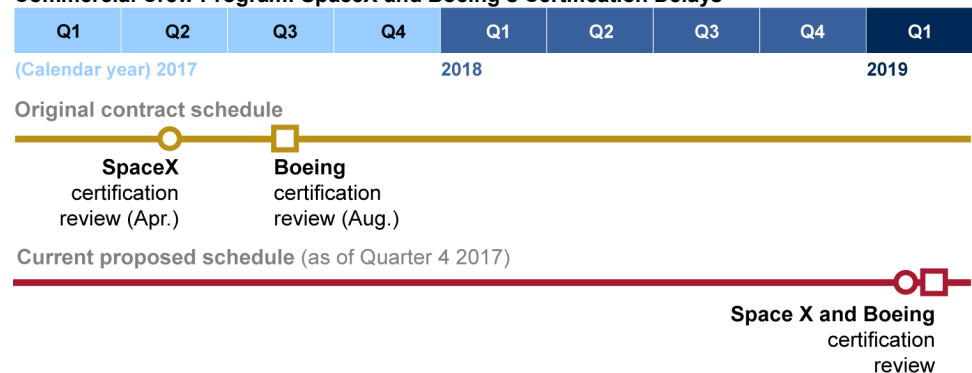 Commercial Crew Program: SpaceX and Boeing's Certification Delays
Q1 Q2 Q3 Q4 Q1 Q2 Q3 Q4 Q1
(Calendar year) 2017 2018 2019
Original contract schedule
SpaceX Boeing
certification certification
review (Apr.) review (Aug.)
Current proposed schedule (as of Quarter 4 2017)
Space X and Boeing
certification
review